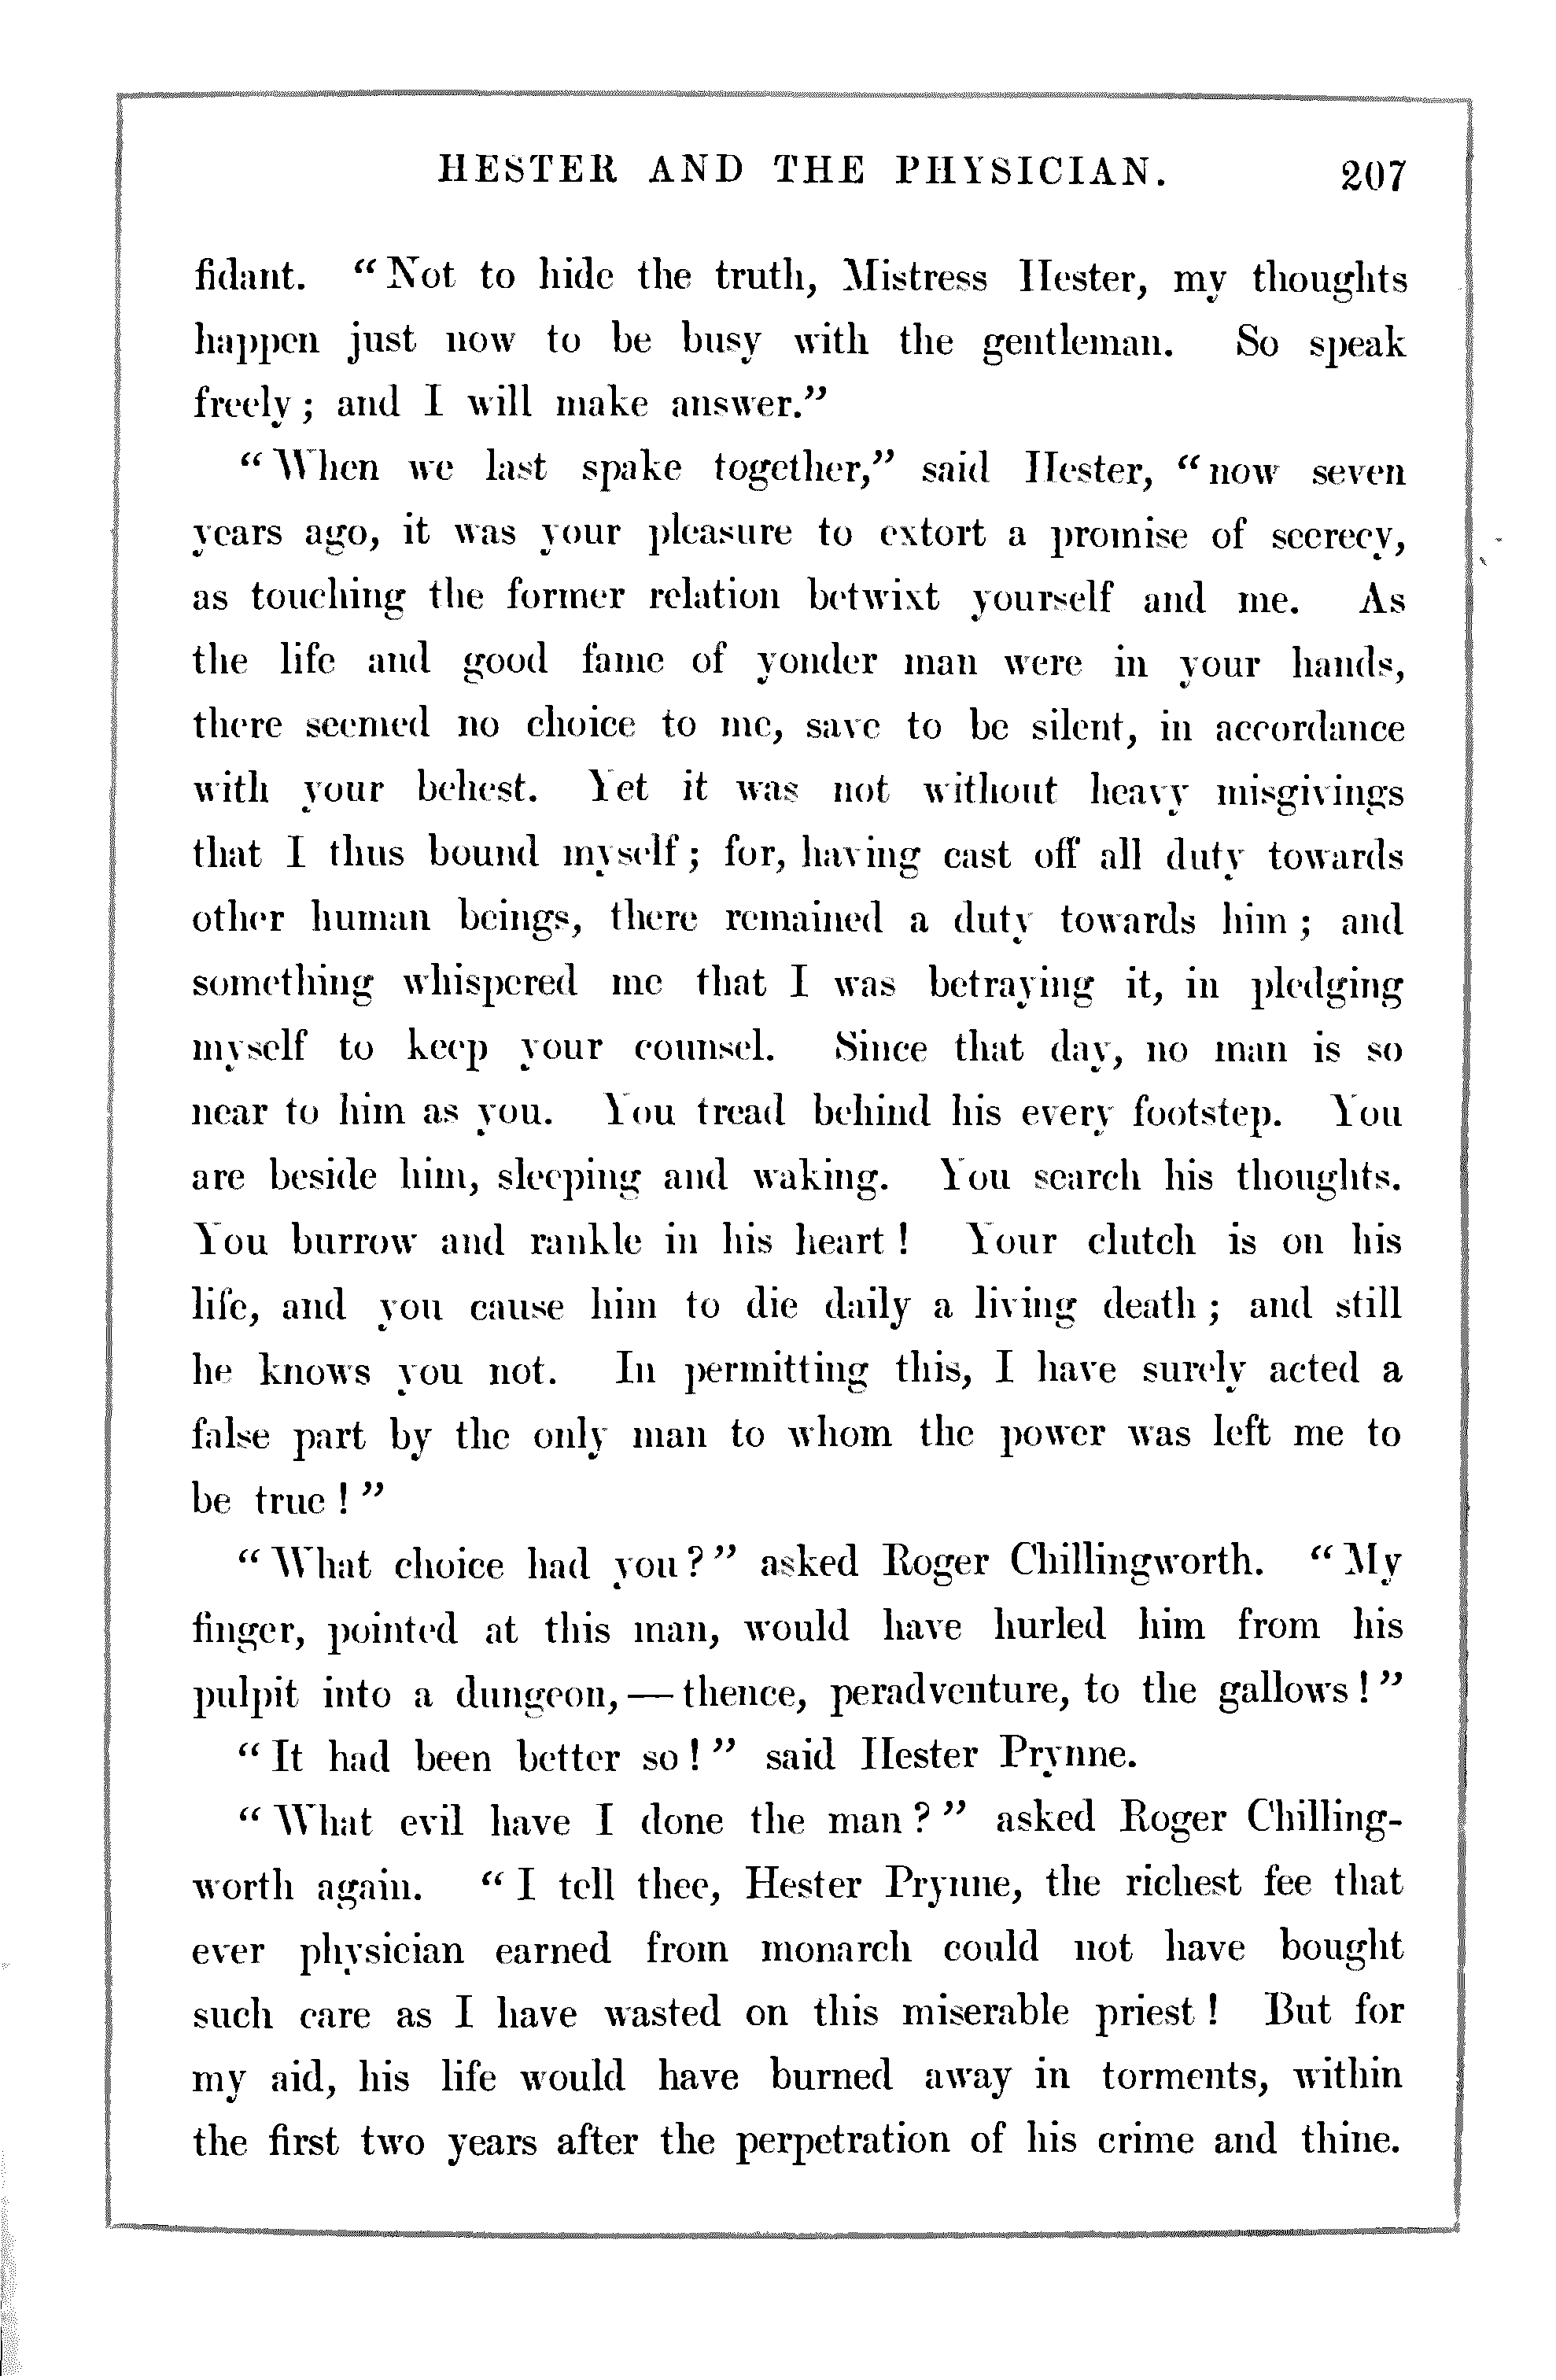 HESTER AND THE PHYSICIAN. 207
fidant. “Not to hide the truth, Mistress Hester, my thoughts
happen just now to be busy with the gentleman. So speak
freely; and I will make answer.”
“When we last spake together,” said Hester, “now seven
years ago, it was your pleasure to extort a promise of secrecy,
as touching the former relation betwixt yourself and me. As
the life and good fame of yonder man were in your hands,
there seemed no choice to me, save to be silent, in accordance
with your behest. Yet it was not without heavy misgivings
that I thus bound myself; for, having cast off all duty towards
other human beings, there remained a duty towards him; and
something whispered me that I was betraying it, in pledging
myself to keep your counsel. Since that day, no man is so
near to him as you. You tread behind his every footstep. You
are beside him, sleeping and waking. You search his thoughts.
You burrow and rankle in his heart! Your clutch is on his
life, and you cause him to die daily a living death; and still
he knows you not. In permitting this, I have surely acted a
false part by the only man to whom the power was left me to
be true!”
“What choice had you?” asked Roger Chillingworth. “My
finger, pointed at this man, would have hurled him from his
pulpit into a dungeon,—thence, peradventure, to the gallows!”
“It had been better so!” said Hester Prynne.
“What evil have I done the man?” asked Roger Chilling-
worth again. “I tell thee, Hester Prynne, the richest fee that
ever physician earned from monarch could not have bought
such care as I have wasted on this miserable priest! But for
my aid, his life would have burned away in torments, within
the first two years after the perpetration of his crime and thine.